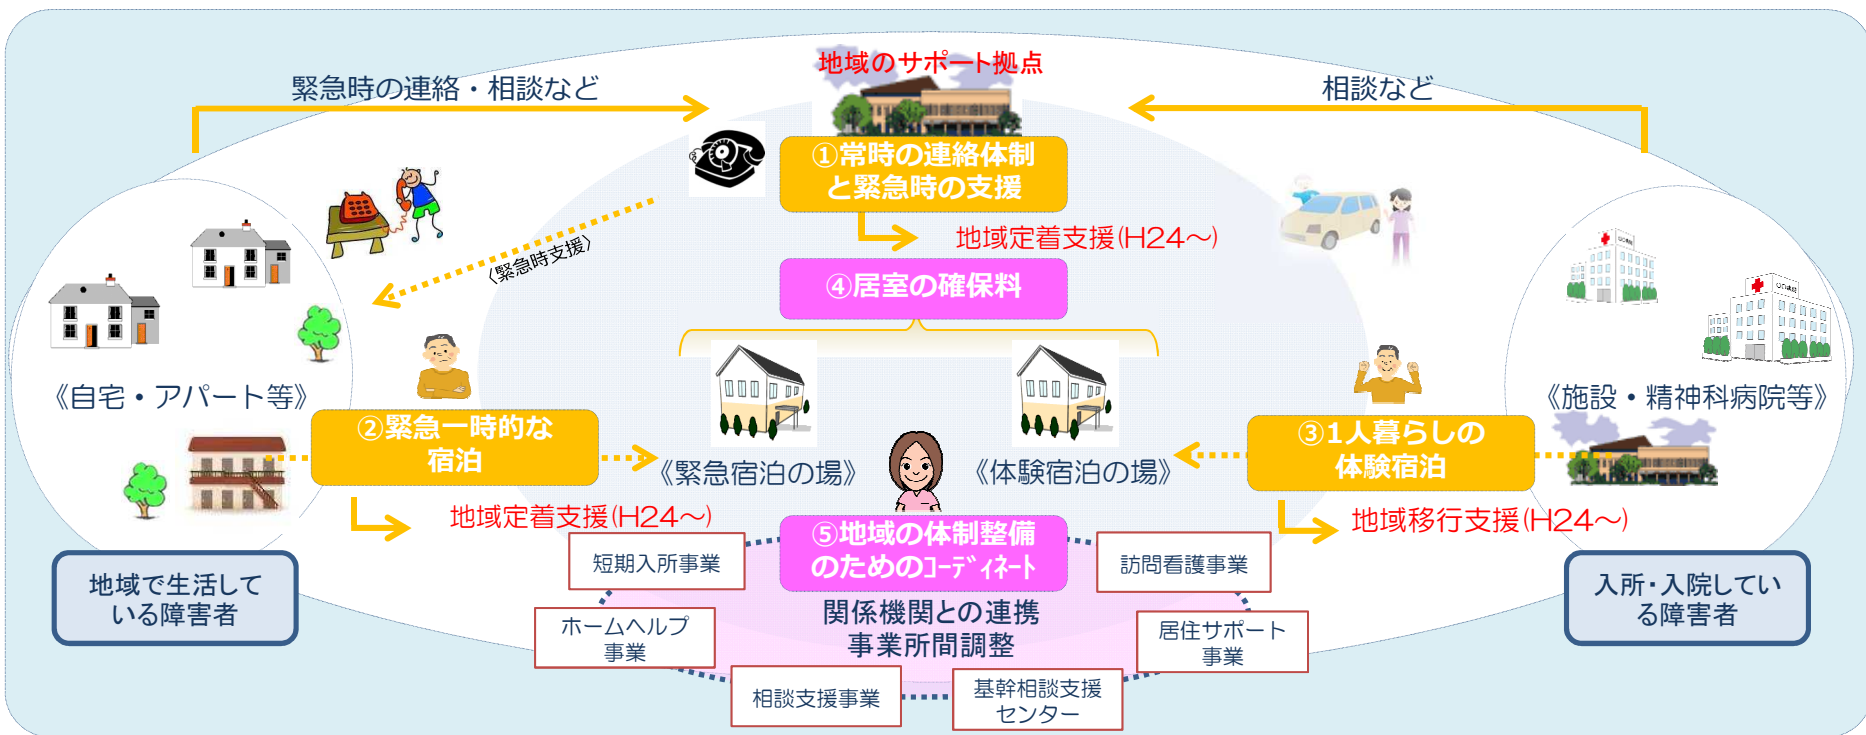 地域のサポート拠点
緊急時の連絡・相談など
相談など
①常時の連絡体制
と緊急時の支援
地域定着支援(H24～)
〈緊急時支援〉
④居室の確保料
《自宅・アパート等》
《施設・精神科病院等》
②緊急一時的な
宿泊
③1人暮らしの
体験宿泊
《緊急宿泊の場》
《体験宿泊の場》
地域定着支援(H24～)
地域移行支援(H24～)
⑤地域の体制整備
のためのｺｰﾃﾞｨﾈｰﾄ
関係機関との連携
事業所間調整
短期入所事業
訪問看護事業
ホームヘルプ
事業
居住サポート
事業
相談支援事業
基幹相談支援
センター
地域で生活して
いる障害者
入所・入院してい
る障害者